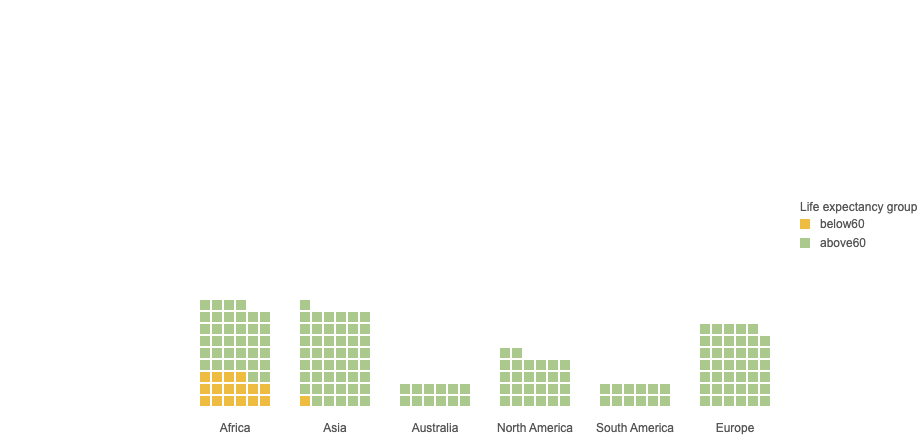 Life expectancy group
below60
above60
Africa
Asia
Australia
North America
South America
Europe